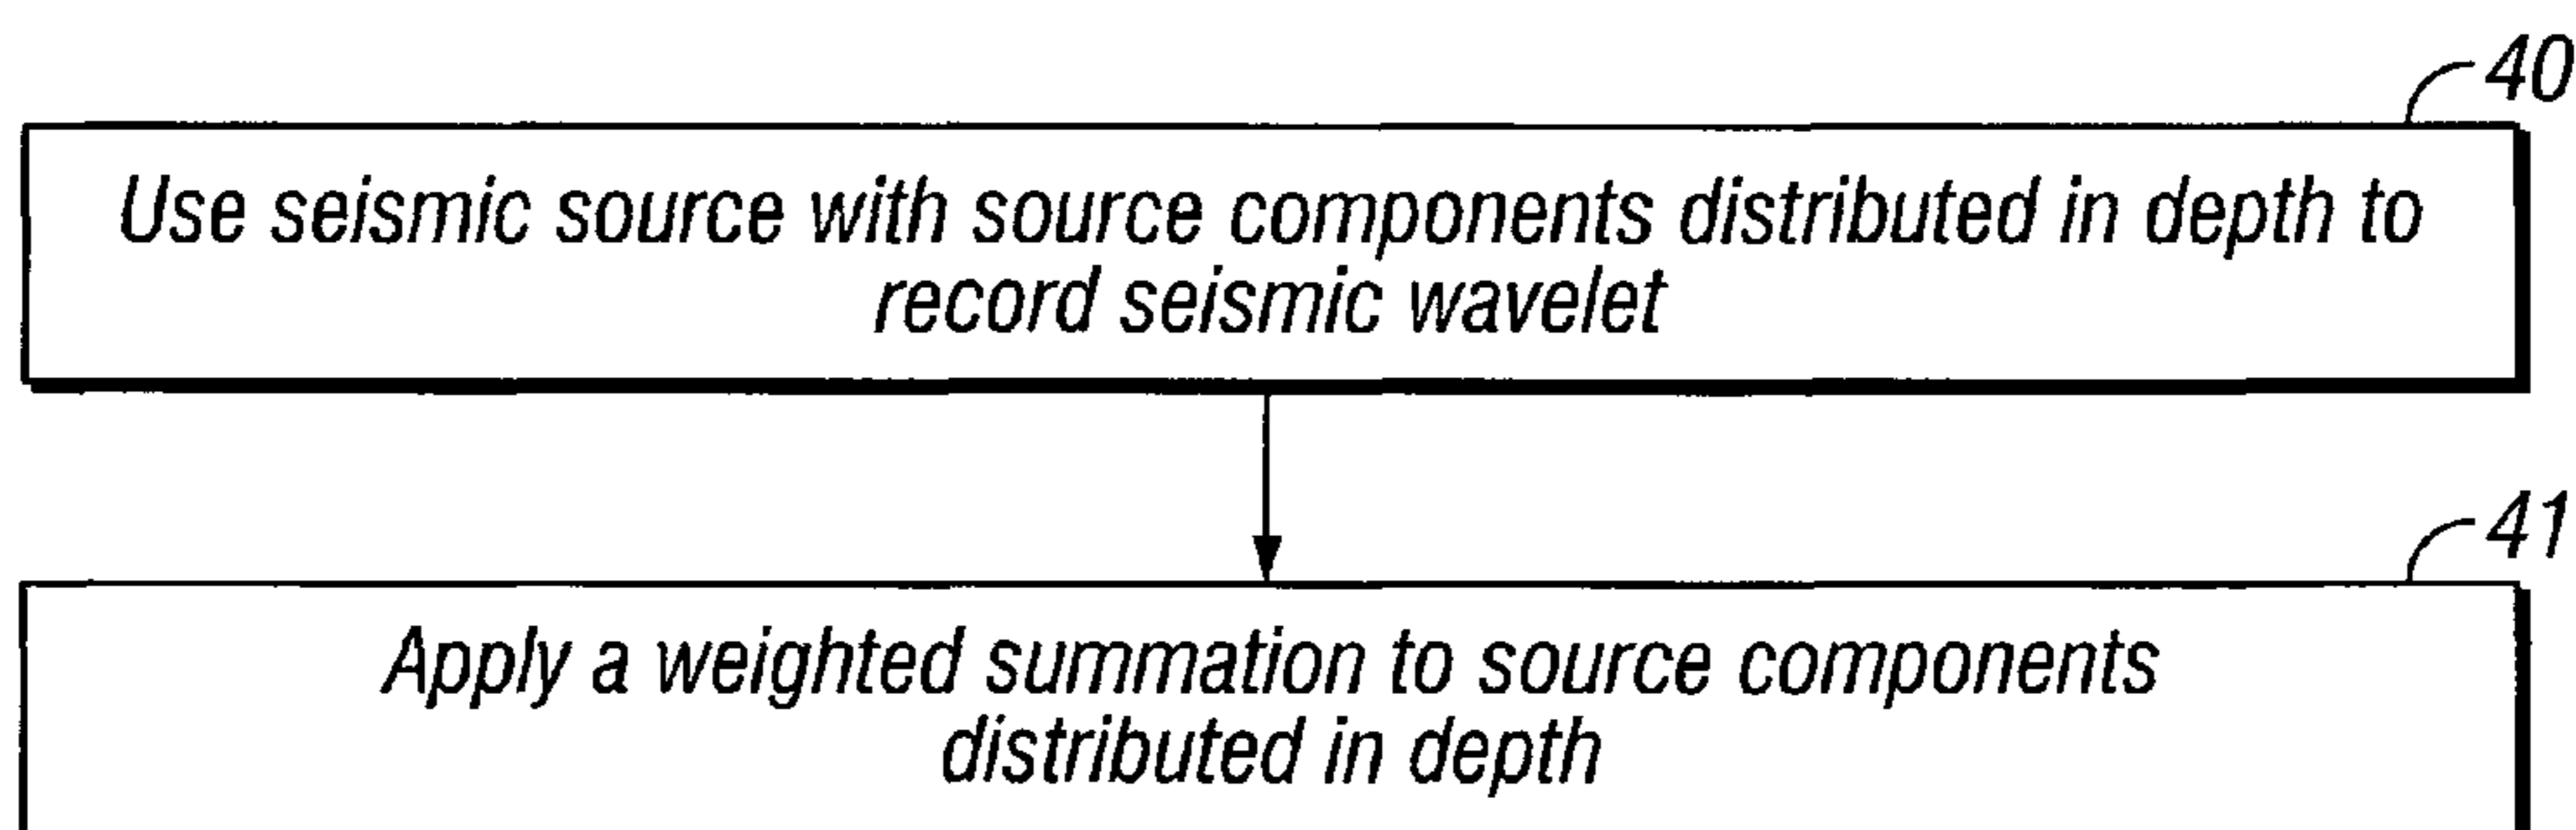 40
Use seismic source with source components distributed in depth to
record seismic wavelet
41
Apply a weighted summation to source components
distributed in depth